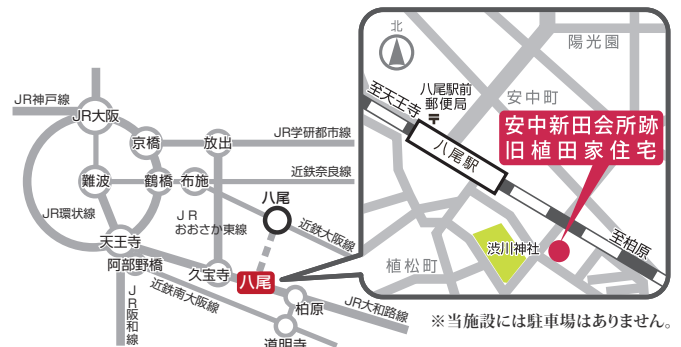 JR神戸線
JR大阪
京橋
放出
JR学研都市線
難波
鶴橋
布施
近鉄奈良線
JR環状線
JR
おおさか東線
八尾
近鉄大阪線
天王寺
阿部野橋
久宝寺
八尾
近鉄南大阪線
JR阪和線
柏原
JR大和路線
道明寺
北
陽光園
至天王寺
八尾駅前
郵便局
安中町
八尾駅
安中新田会所跡
旧植田家住宅
至柏原
渋川神社
植松町
※当施設には駐車場はありません。